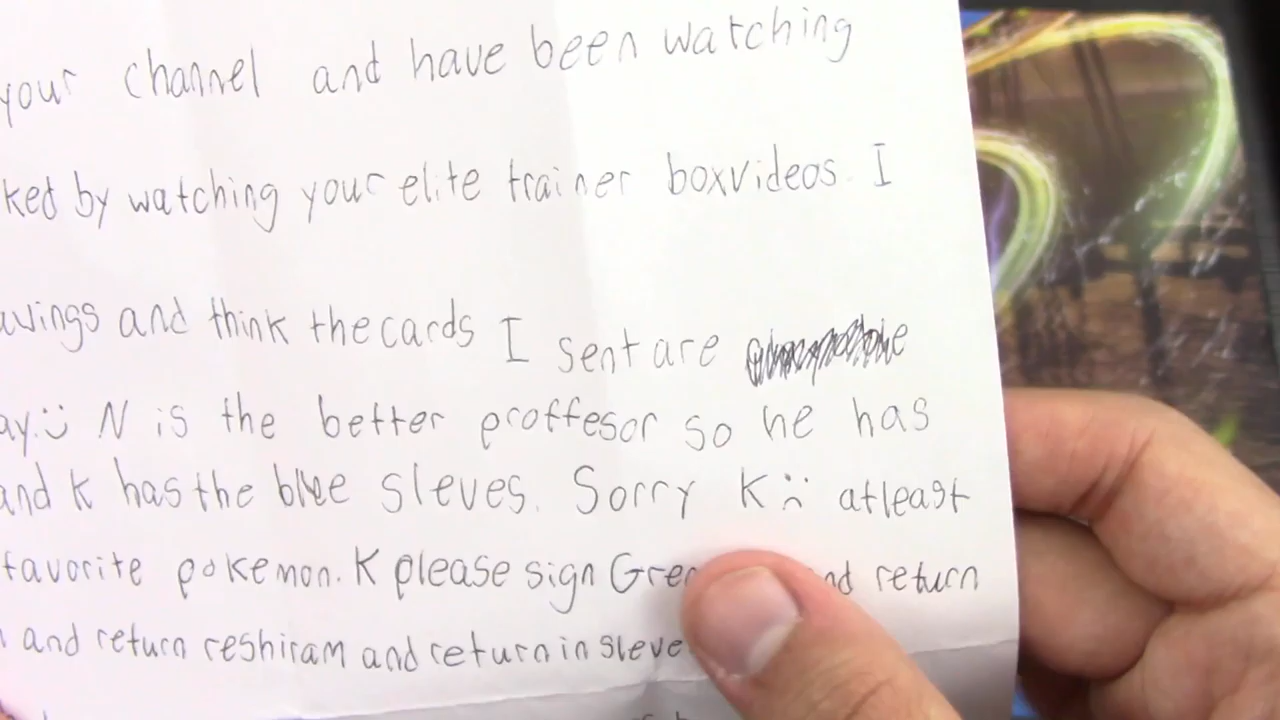 your channel and have been watching
ked by watching your elite trainer boxvideos. I
awings and think the cards I sent are
ay. :) N is the better proffesor so he has
and K has the blue sleves. Sorry K :( atleast
favorite pokemon. K please sign Gre nd return
and return reshiram and return in sleve